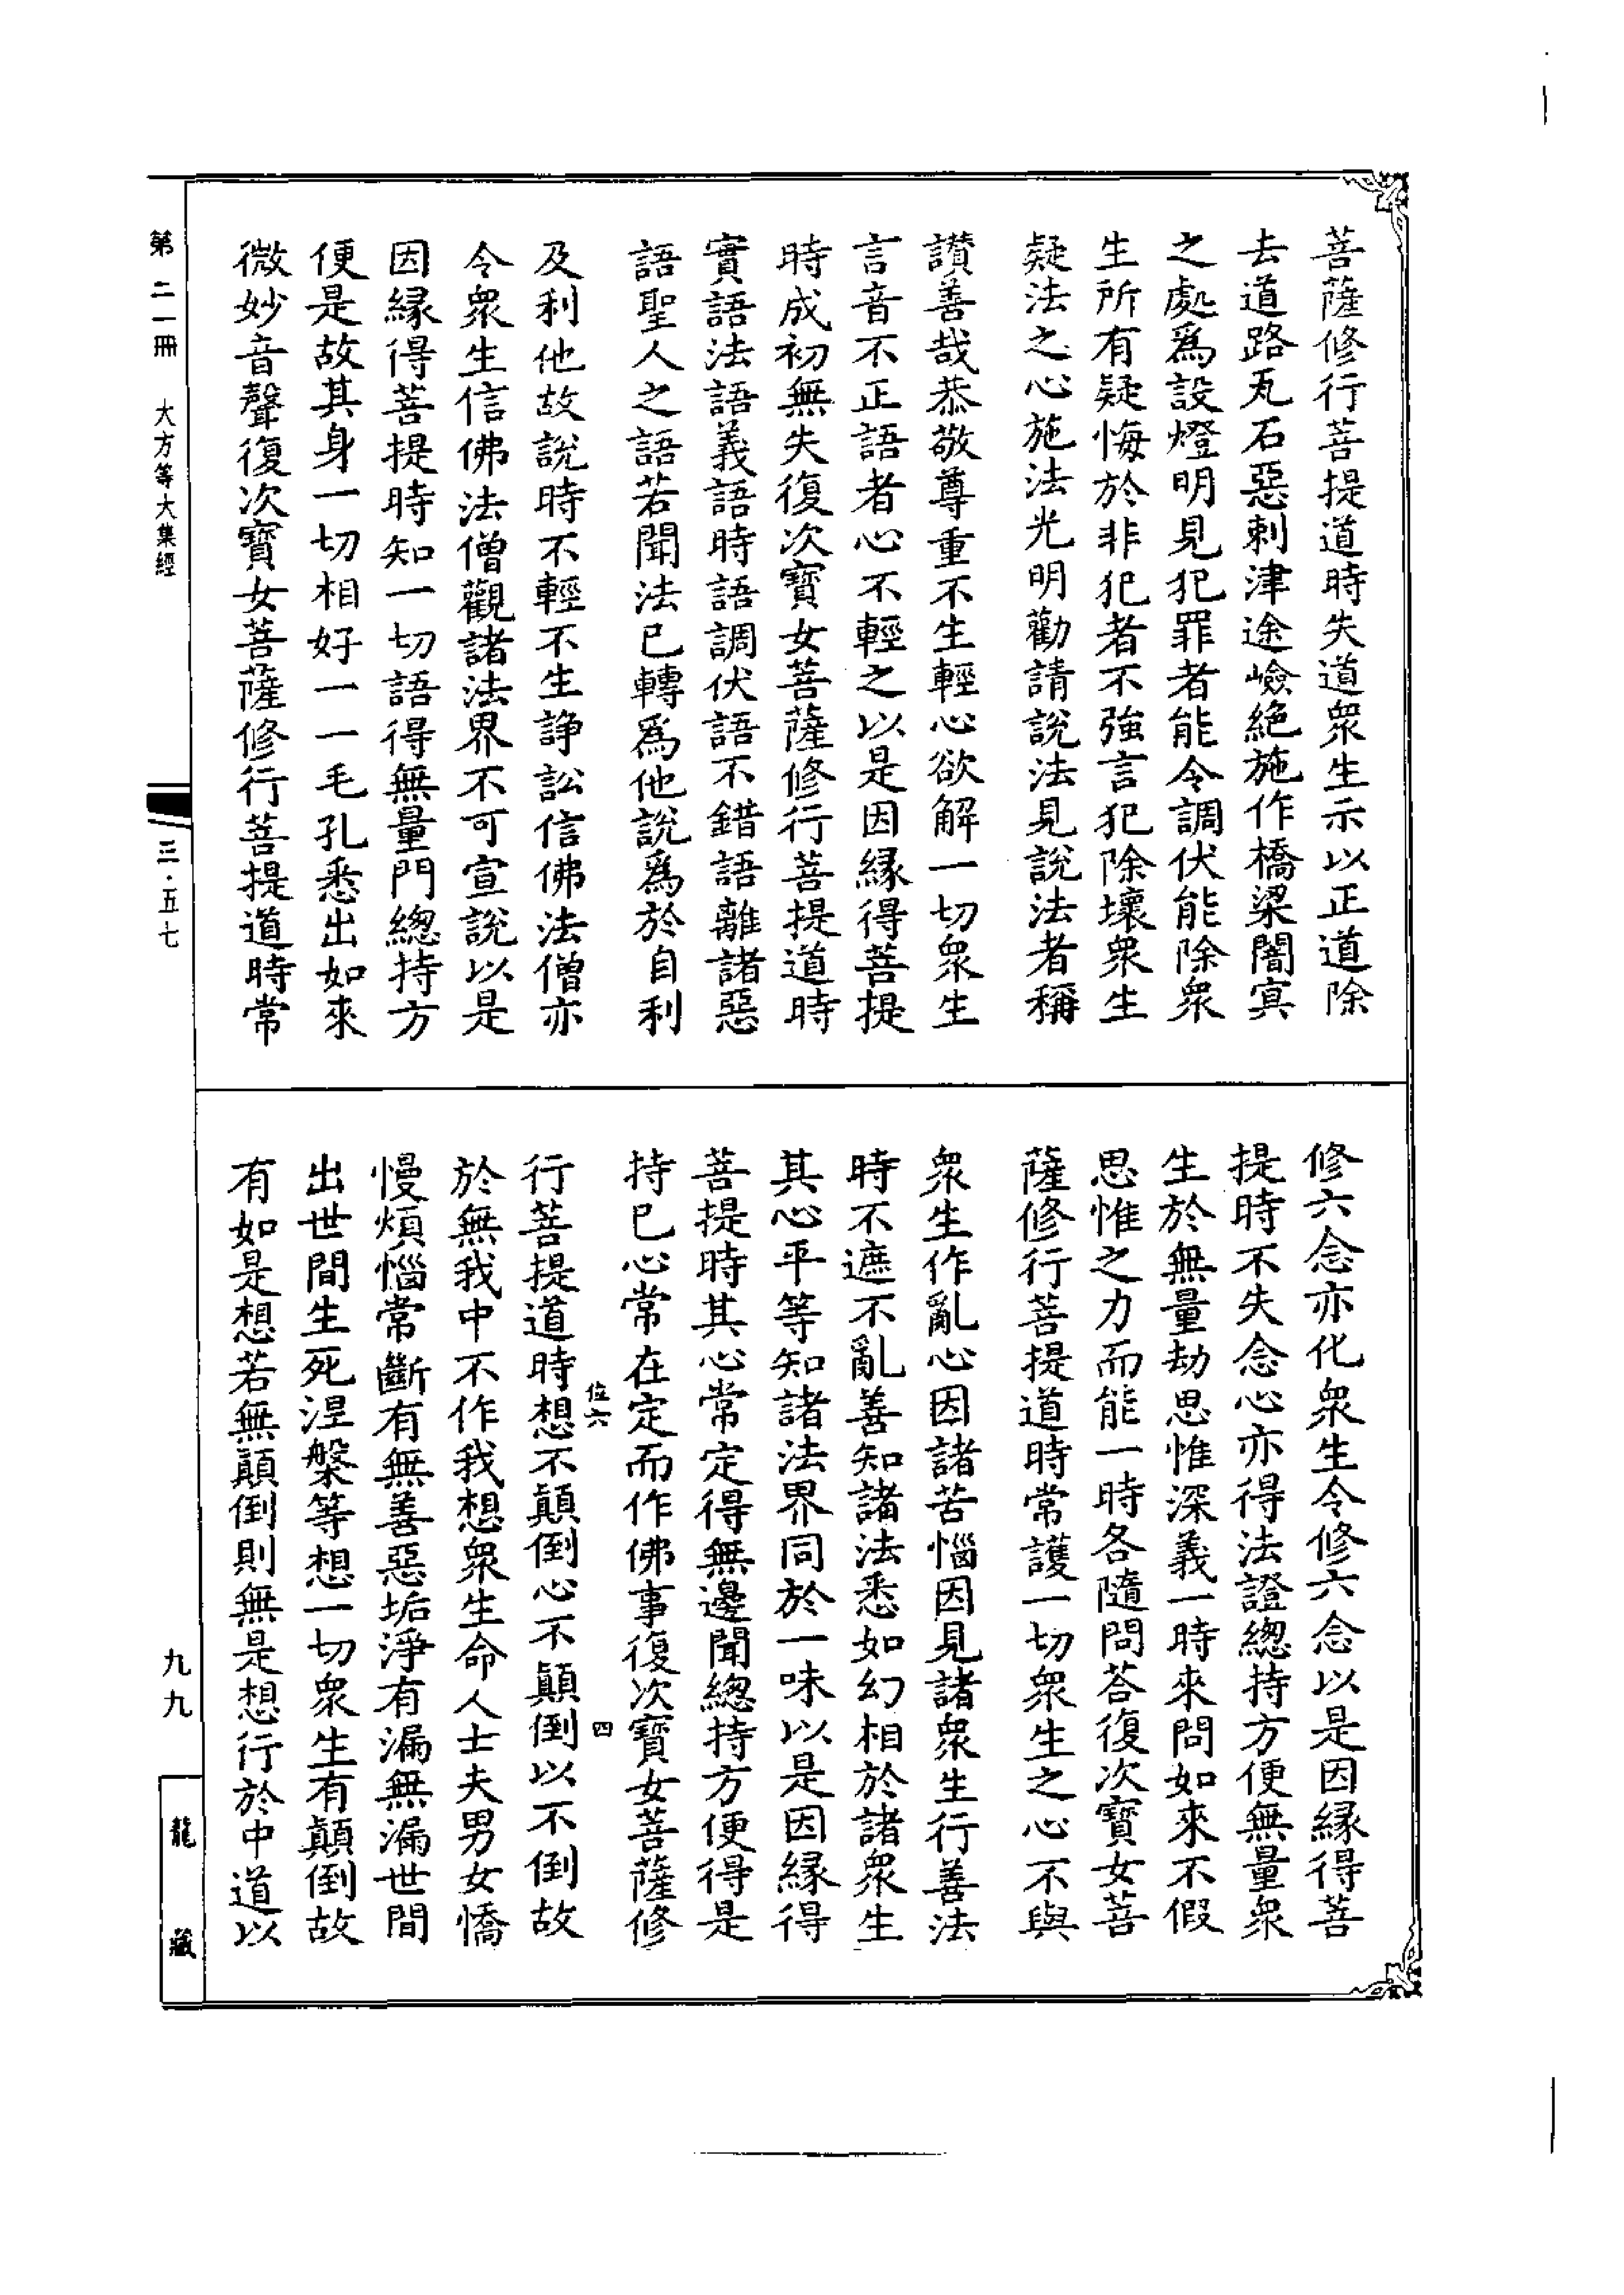 菩薩修行菩提道時失道衆生示以正道除
去道路瓦石惡刺津途嶮絶施作橋梁闇㝠
之處爲設燈明見犯罪者能令調伏能除衆
生所有疑悔於非犯者不強言犯除壞衆生
疑法之心施法光明勸請說法見說法者稱
讃善哉恭敬尊重不生輕心欲解一切衆生
言音不正語者心不輕之以是因緣得菩提
時成初無失復次寶女菩薩修行菩提道時
實語法語義語時語調伏語不錯語離諸惡
語聖人之語若聞法已轉爲他說爲於自利
及利他故說時不輕不生諍訟信佛法僧亦
令衆生信佛法僧觀諸法界不可宣說以是
因緣得菩提時知一切語得無量門總持方
便是故其身一切相好一一毛孔悉出如來
微妙音聲復次寶女菩薩修行菩提道時常
修六念亦化衆生令修六念以是因緣得菩
提時不失念心亦得法證總持方便無量衆
生於無量劫思惟深義一時來問如來不假
思惟之力而能一時各隨問荅復次寶女菩
薩修行菩提道時常護一切衆生之心不與
衆生作亂心因諸苦惱因見諸衆生行善法
時不遮不亂善知諸法悉如幻相於諸衆生
其心平等知諸法界同於一味以是因緣得
菩提時其心常定得無邊聞總持方便得是
持已心常在定而作佛事復次寶女菩薩修
位六 四
行菩提道時想不顛倒心不顛倒以不倒故
於無我中不作我想衆生命人士夫男女憍
慢煩惱常斷有無善惡垢淨有漏無漏世間
出世間生死涅槃等想一切衆生有顛倒故
有如是想若無顛倒則無是想行於中道以
第二一冊 大方等大集經 三·五七 九九
龍藏